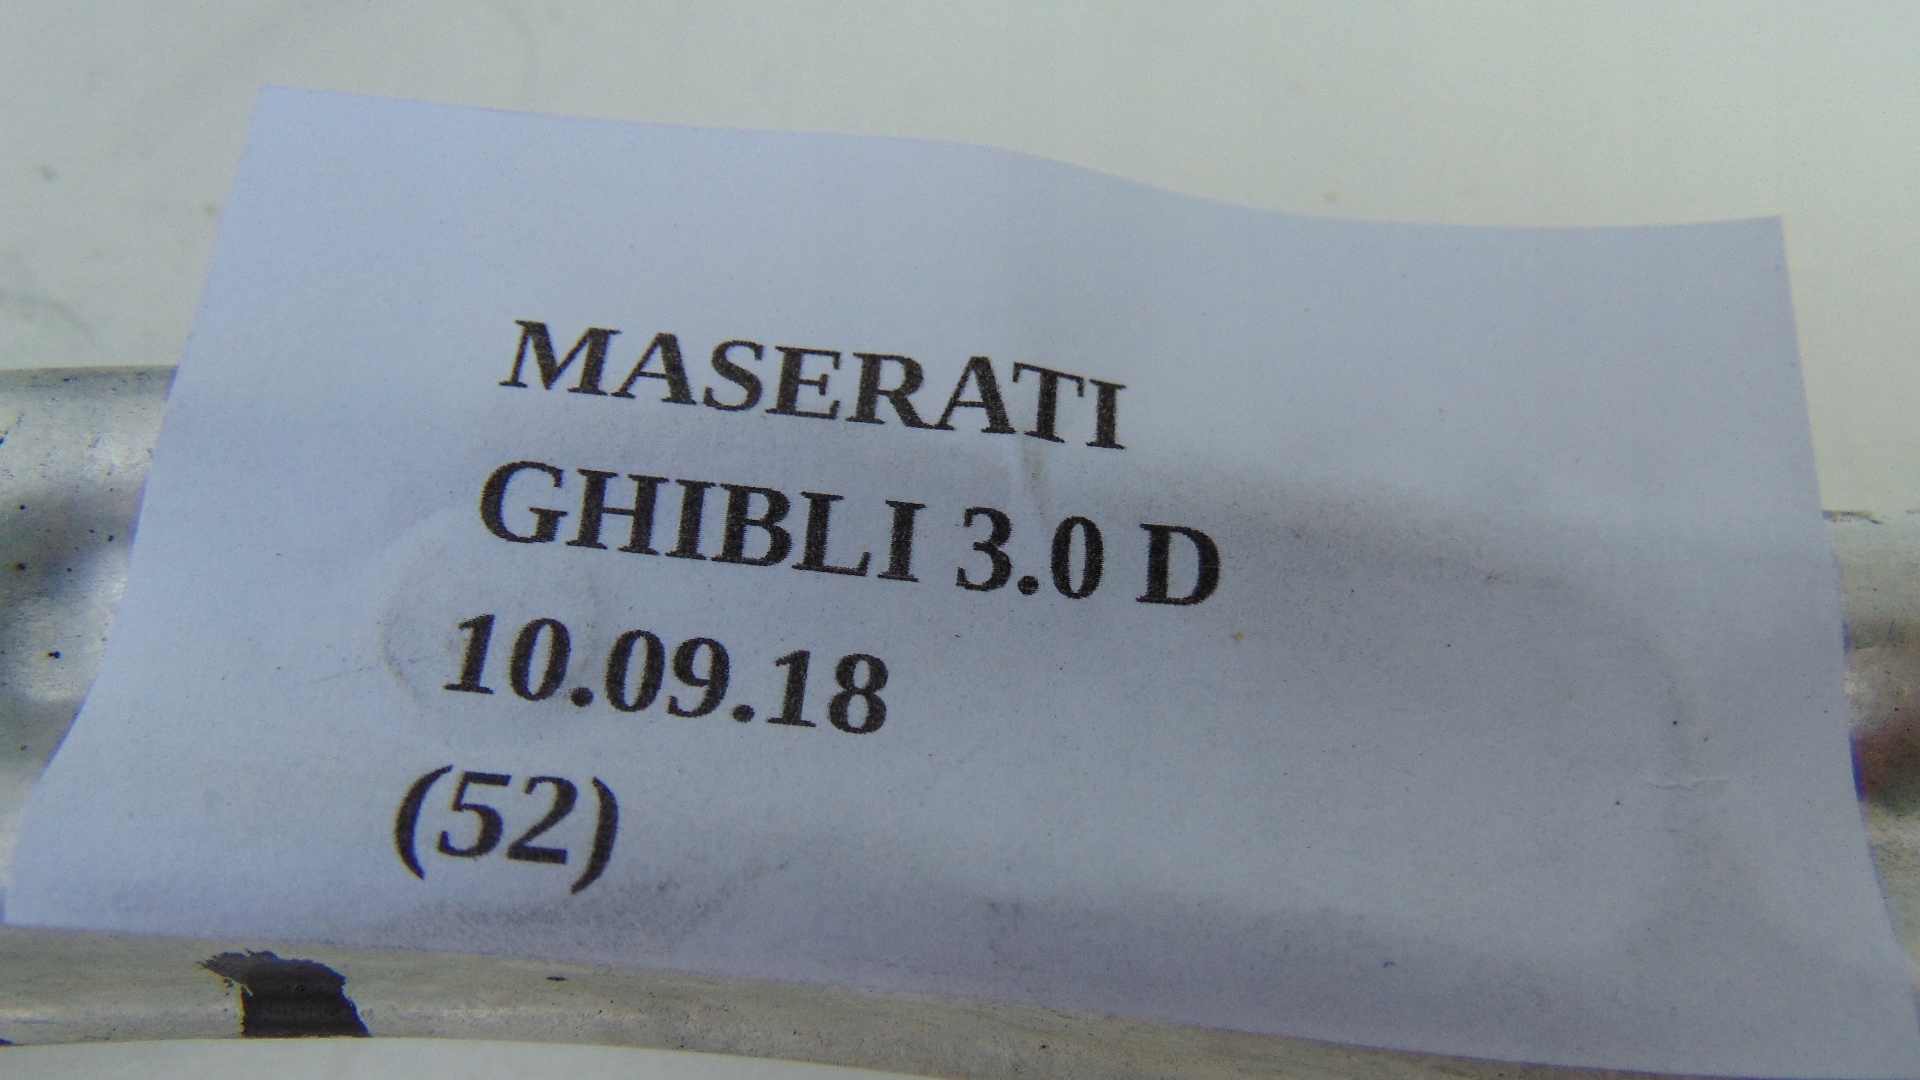 MASERATI
GHIBLI 3.0 D
10.09.18
(52)